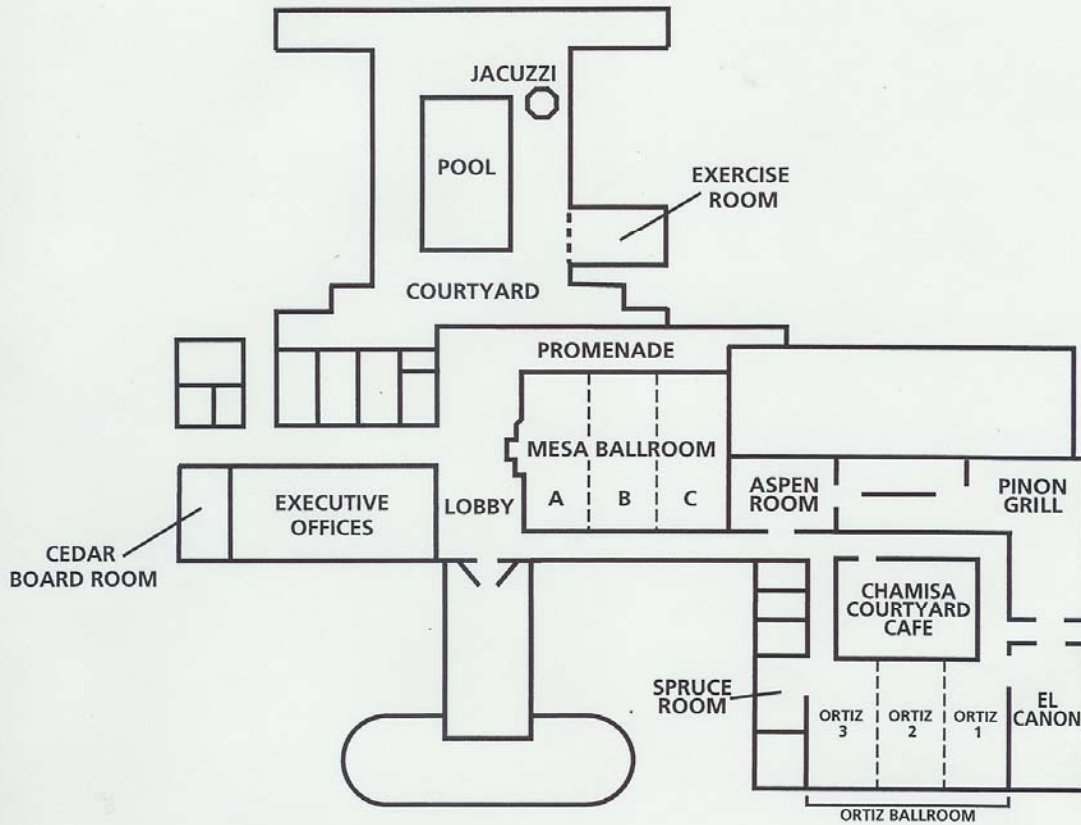 JACUZZI
POOL
EXERCISE
ROOM
COURTYARD
PROMENADE
MESA BALLROOM
A
B
C
EXECUTIVE
OFFICES
LOBBY
ASPEN
ROOM
PINON
GRILL
CEDAR
BOARD ROOM
CHAMISA
COURTYARD
CAFE
SPRUCE
ROOM
ORTIZ
3
ORTIZ
2
ORTIZ
1
EL
CANON
ORTIZ BALLROOM